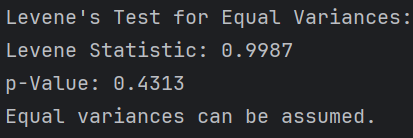 Levene's Test for Equal Variances:
Levene Statistic: 0.9987
p-Value: 0.4313
Equal variances can be assumed.